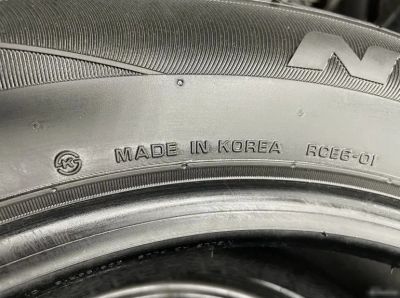 N
K MADE IN KOREA RCE6-01